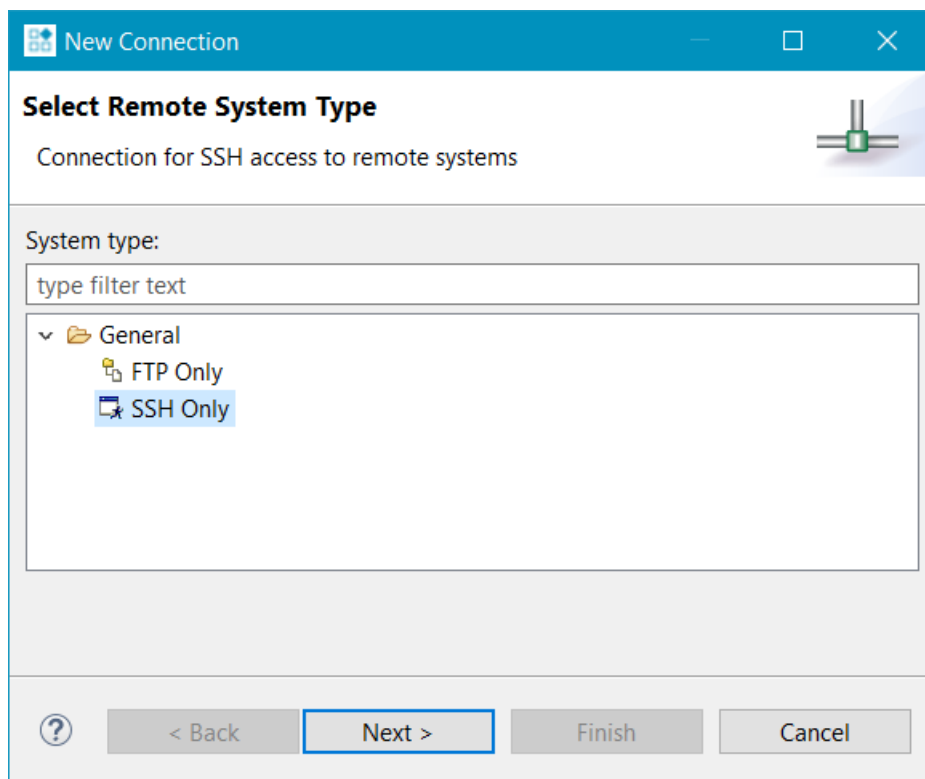 New Connection
Select Remote System Type
Connection for SSH access to remote systems
System type:
type filter text
General
FTP Only
SSH Only
? < Back Next > Finish Cancel